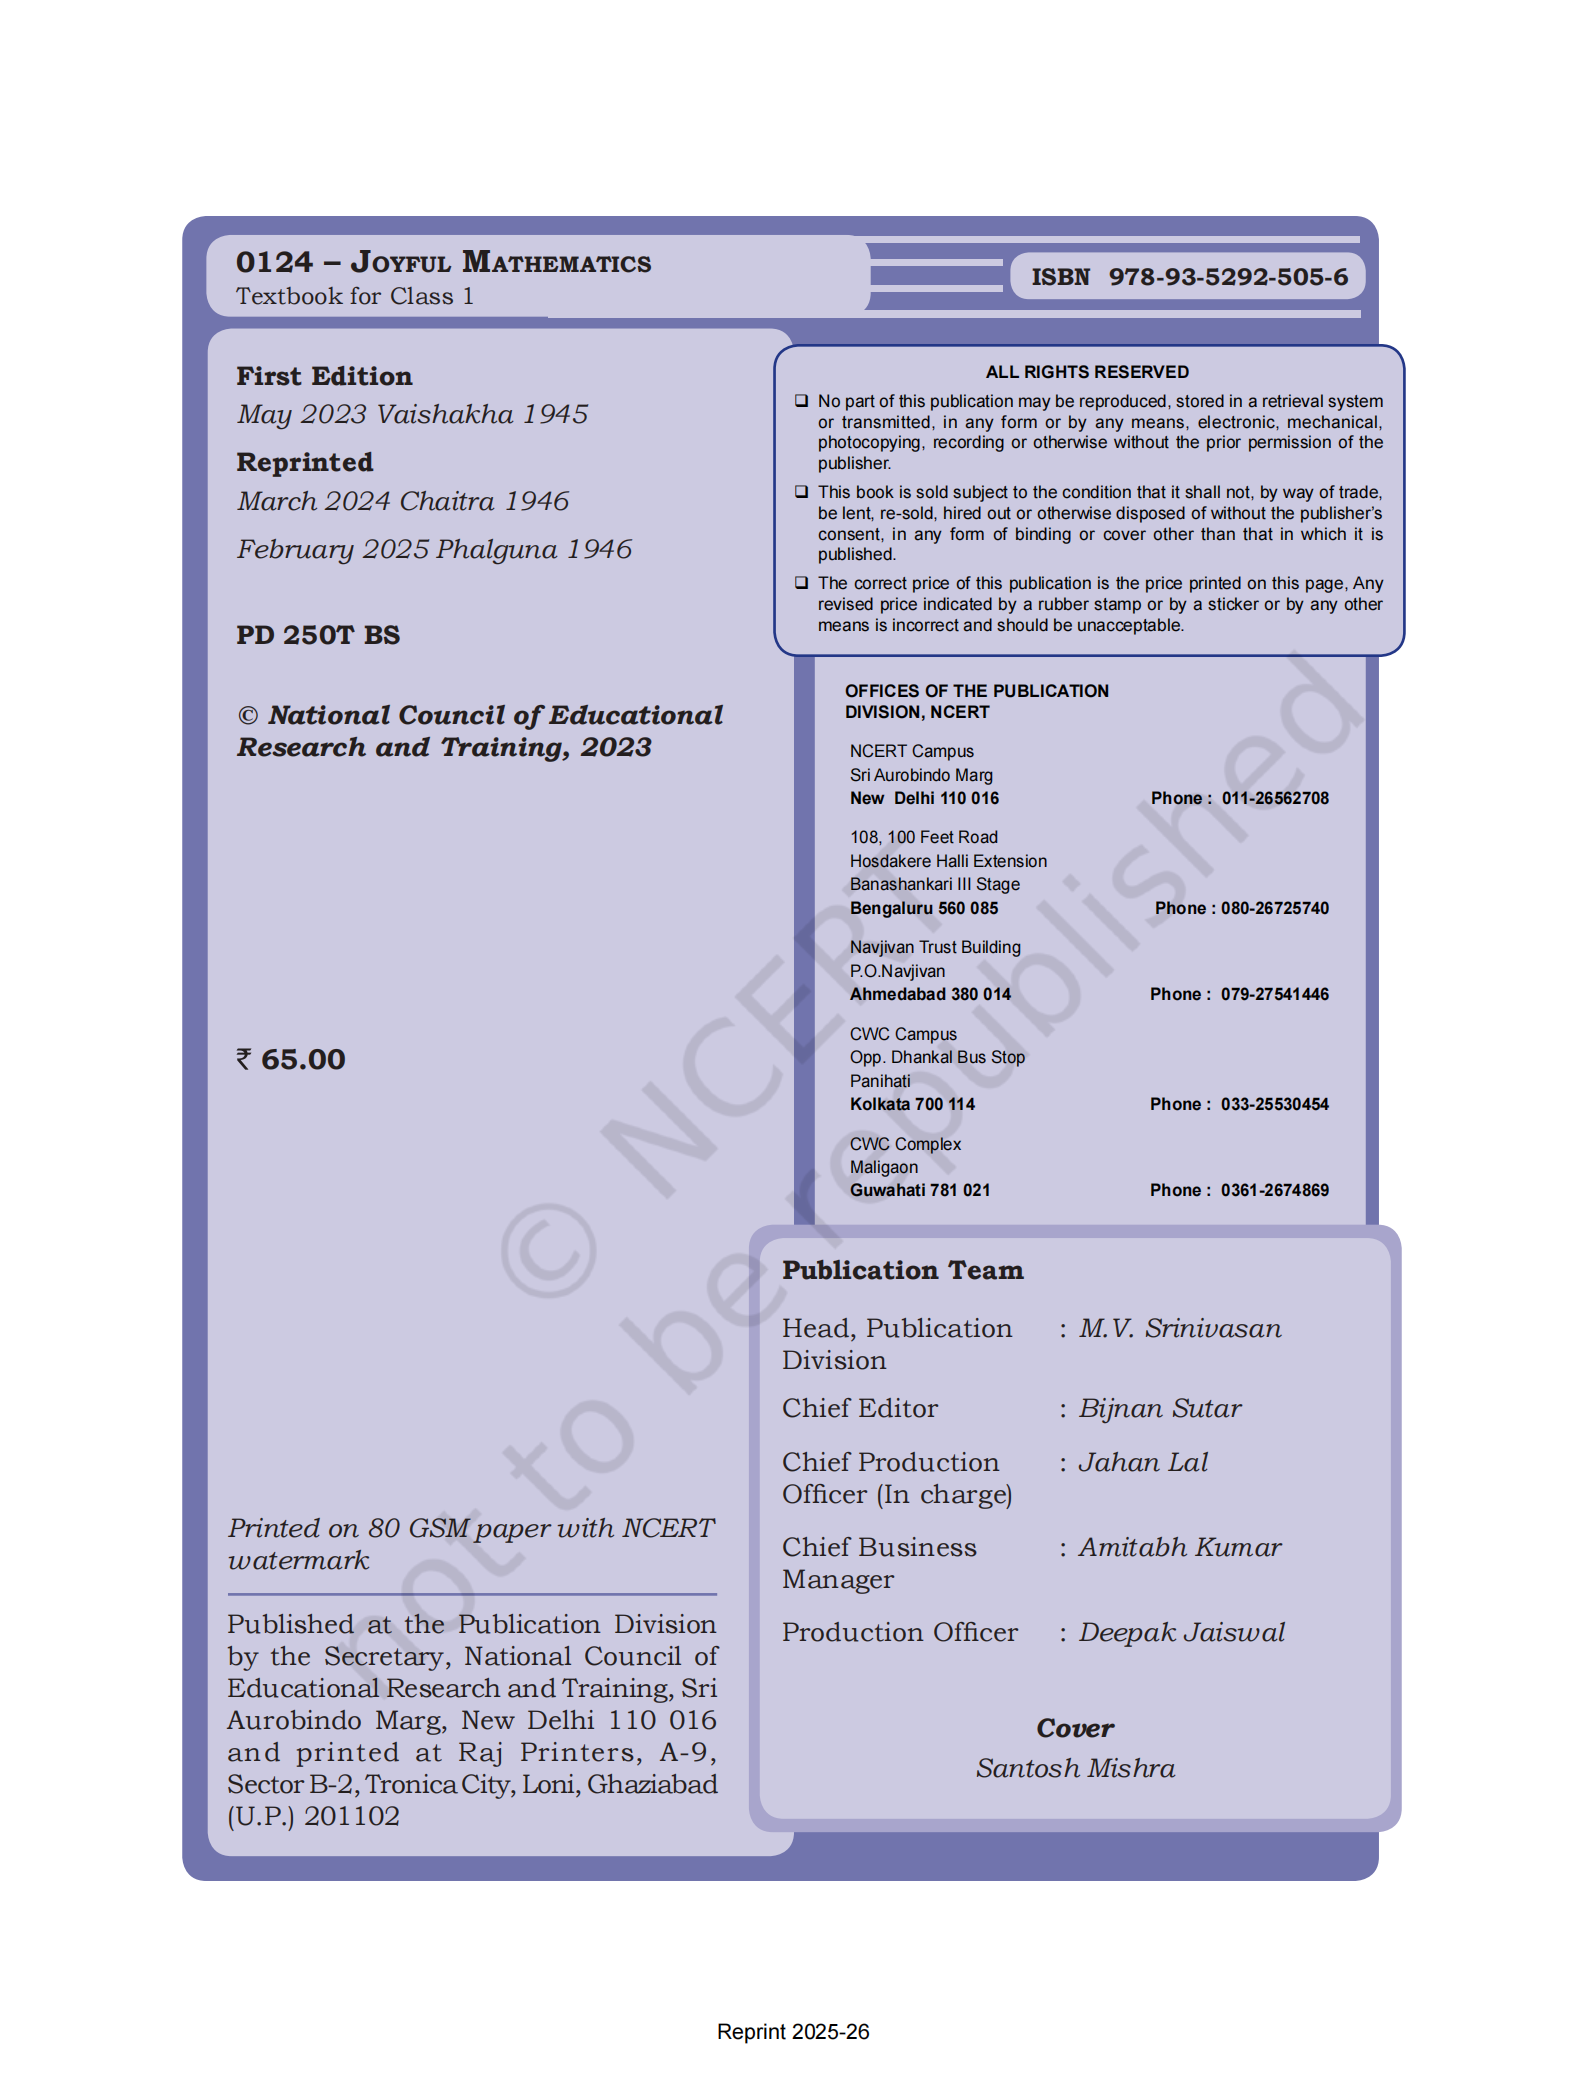 0124 – JOYFUL MATHEMATICS
Textbook for Class 1
ISBN 978-93-5292-505-6
First Edition
May 2023 Vaishakha 1945
Reprinted
March 2024 Chaitra 1946
February 2025 Phalguna 1946
PD 250T BS
© National Council of Educational
Research and Training, 2023
₹ 65.00
Printed on 80 GSM paper with NCERT
watermark
Published at the Publication Division
by the Secretary, National Council of
Educational Research and Training, Sri
Aurobindo Marg, New Delhi 110 016
and printed at Raj Printers, A-9,
Sector B-2, Tronica City, Loni, Ghaziabad
(U.P.) 201102
ALL RIGHTS RESERVED
❑ No part of this publication may be reproduced, stored in a retrieval system
or transmitted, in any form or by any means, electronic, mechanical,
photocopying, recording or otherwise without the prior permission of the
publisher.
❑ This book is sold subject to the condition that it shall not, by way of trade,
be lent, re-sold, hired out or otherwise disposed of without the publisher's
consent, in any form of binding or cover other than that in which it is
published.
❑ The correct price of this publication is the price printed on this page, Any
revised price indicated by a rubber stamp or by a sticker or by any other
means is incorrect and should be unacceptable.
OFFICES OF THE PUBLICATION
DIVISION, NCERT
NCERT Campus
Sri Aurobindo Marg
New Delhi 110 016 Phone : 011-26562708
108, 100 Feet Road
Hosdakere Halli Extension
Banashankari III Stage
Bengaluru 560 085 Phone : 080-26725740
Navjivan Trust Building
P.O.Navjivan
Ahmedabad 380 014 Phone : 079-27541446
CWC Campus
Opp. Dhankal Bus Stop
Panihati
Kolkata 700 114 Phone : 033-25530454
CWC Complex
Maligaon
Guwahati 781 021 Phone : 0361-2674869
Publication Team
Head, Publication : M.V. Srinivasan
Division
Chief Editor : Bijnan Sutar
Chief Production : Jahan Lal
Officer (In charge)
Chief Business : Amitabh Kumar
Manager
Production Officer : Deepak Jaiswal
Cover
Santosh Mishra
© NCERT
not to be republished
Reprint 2025-26